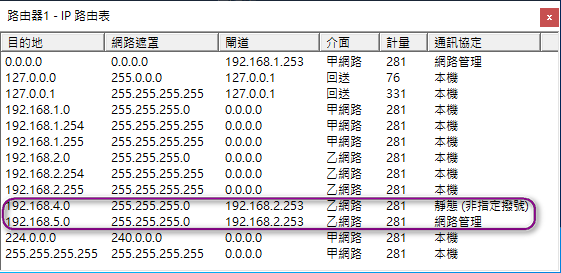 路由器1 - IP 路由表
目的地 網路遮罩 閘道 介面 計量 通訊協定
0.0.0.0 0.0.0.0 192.168.1.253 甲網路 281 網路管理
127.0.0.0 255.0.0.0 127.0.0.1 回送 76 本機
127.0.0.1 255.255.255.255 127.0.0.1 回送 331 本機
192.168.1.0 255.255.255.0 0.0.0.0 甲網路 281 本機
192.168.1.254 255.255.255.255 0.0.0.0 甲網路 281 本機
192.168.1.255 255.255.255.255 0.0.0.0 甲網路 281 本機
192.168.2.0 255.255.255.0 0.0.0.0 乙網路 281 本機
192.168.2.254 255.255.255.255 0.0.0.0 乙網路 281 本機
192.168.2.255 255.255.255.255 0.0.0.0 乙網路 281 本機
192.168.4.0 255.255.255.0 192.168.2.253 乙網路 281 靜態 (非指定撥號)
192.168.5.0 255.255.255.0 192.168.2.253 乙網路 281 網路管理
224.0.0.0 240.0.0.0 0.0.0.0 甲網路 281 本機
255.255.255.255 255.255.255.255 0.0.0.0 甲網路 281 本機